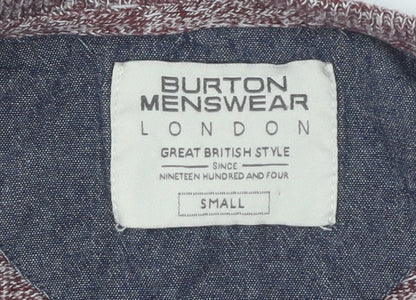 BURTON
MENSWEAR
LONDON
GREAT BRITISH STYLE
SINCE
NINETEEN HUNDRED AND FOUR
SMALL